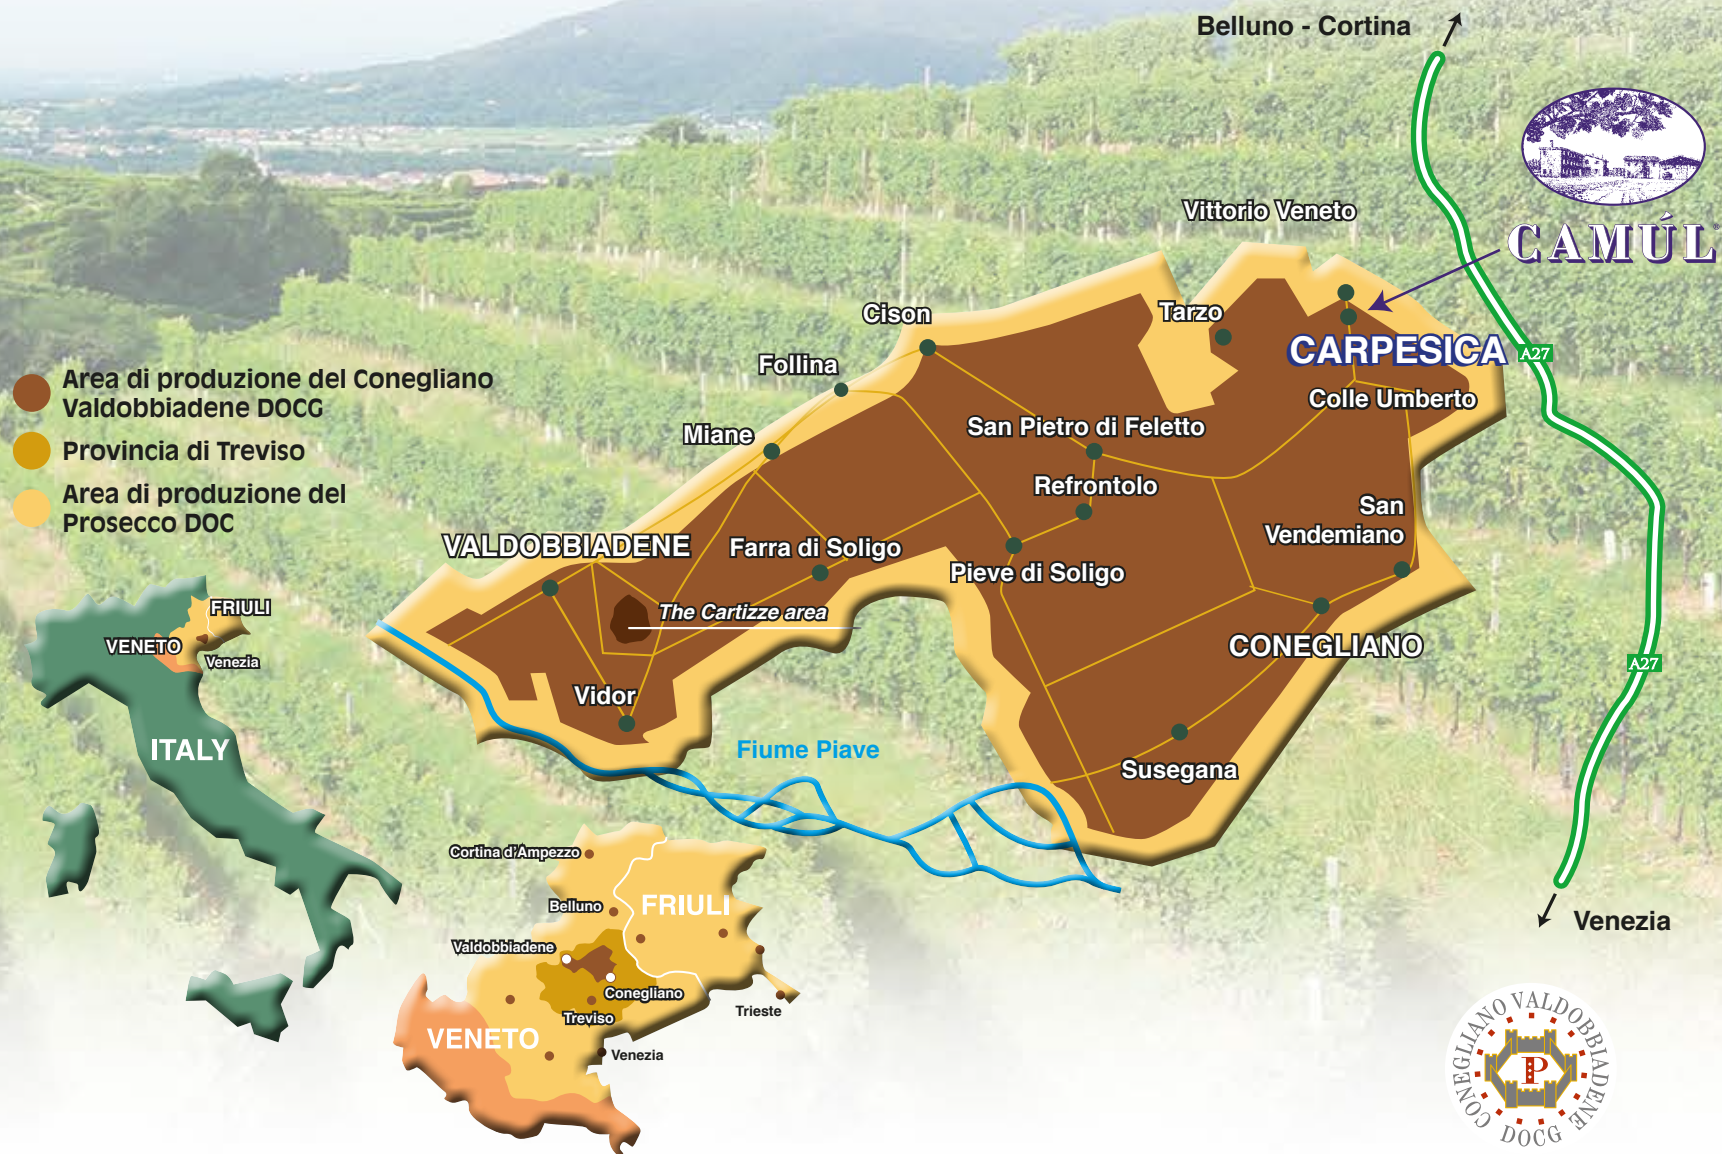 Belluno - Cortina
CAMÚL®
Vittorio Veneto
Cison
Tarzo
CARPESICA
A27
Follina
Area di produzione del Conegliano
Valdobbiadene DOCG
Colle Umberto
Miane
San Pietro di Feletto
Provincia di Treviso
Area di produzione del
Prosecco DOC
Refrontolo
San
Vendemiano
VALDOBBIADENE
Farra di Soligo
Pieve di Soligo
The Cartizze area
FRIULI
VENETO
Venezia
CONEGLIANO
A27
Vidor
ITALY
Fiume Piave
Susegana
Cortina d'Ampezzo
Belluno
FRIULI
Venezia
Valdobbiadene
Conegliano
Treviso
Trieste
VENETO
Venezia
CONEGLIANO VALDOBBIADENE
P
DOCG